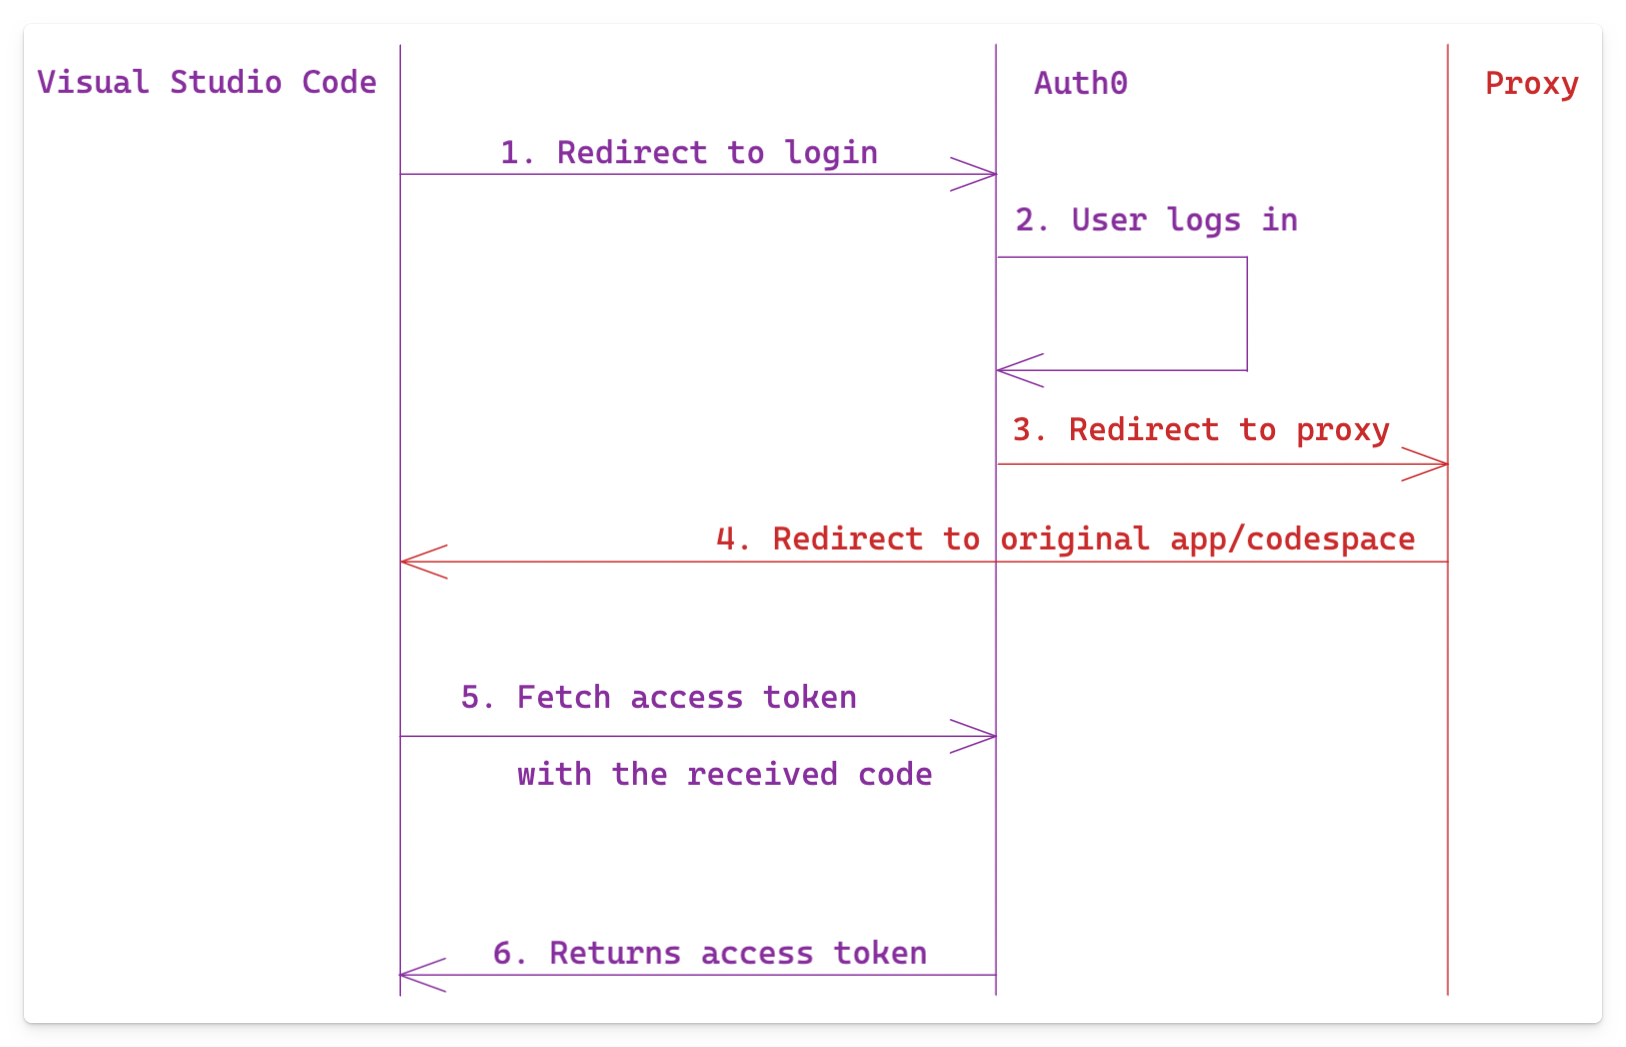 Visual Studio Code
Auth0
Proxy
1. Redirect to login
2. User logs in
3. Redirect to proxy
4. Redirect to original app/codespace
5. Fetch access token
with the received code
6. Returns access token